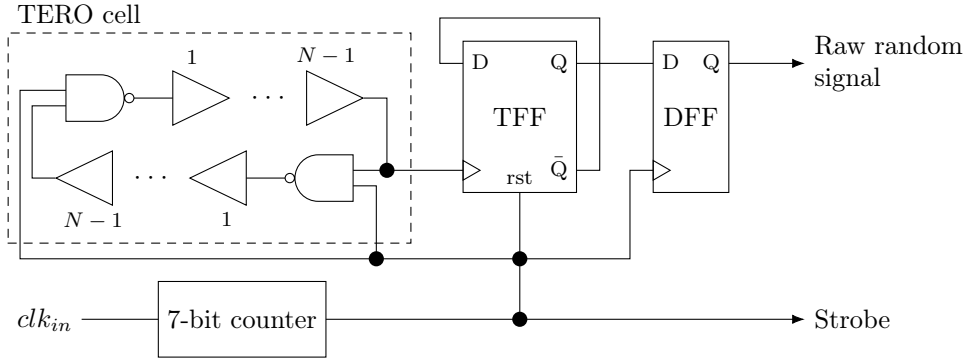 TERO cell
1
N − 1
D
Q
D
Q
Raw random
signal
TFF
DFF
N − 1
1
rst
Q̄
clk_in
7-bit counter
Strobe